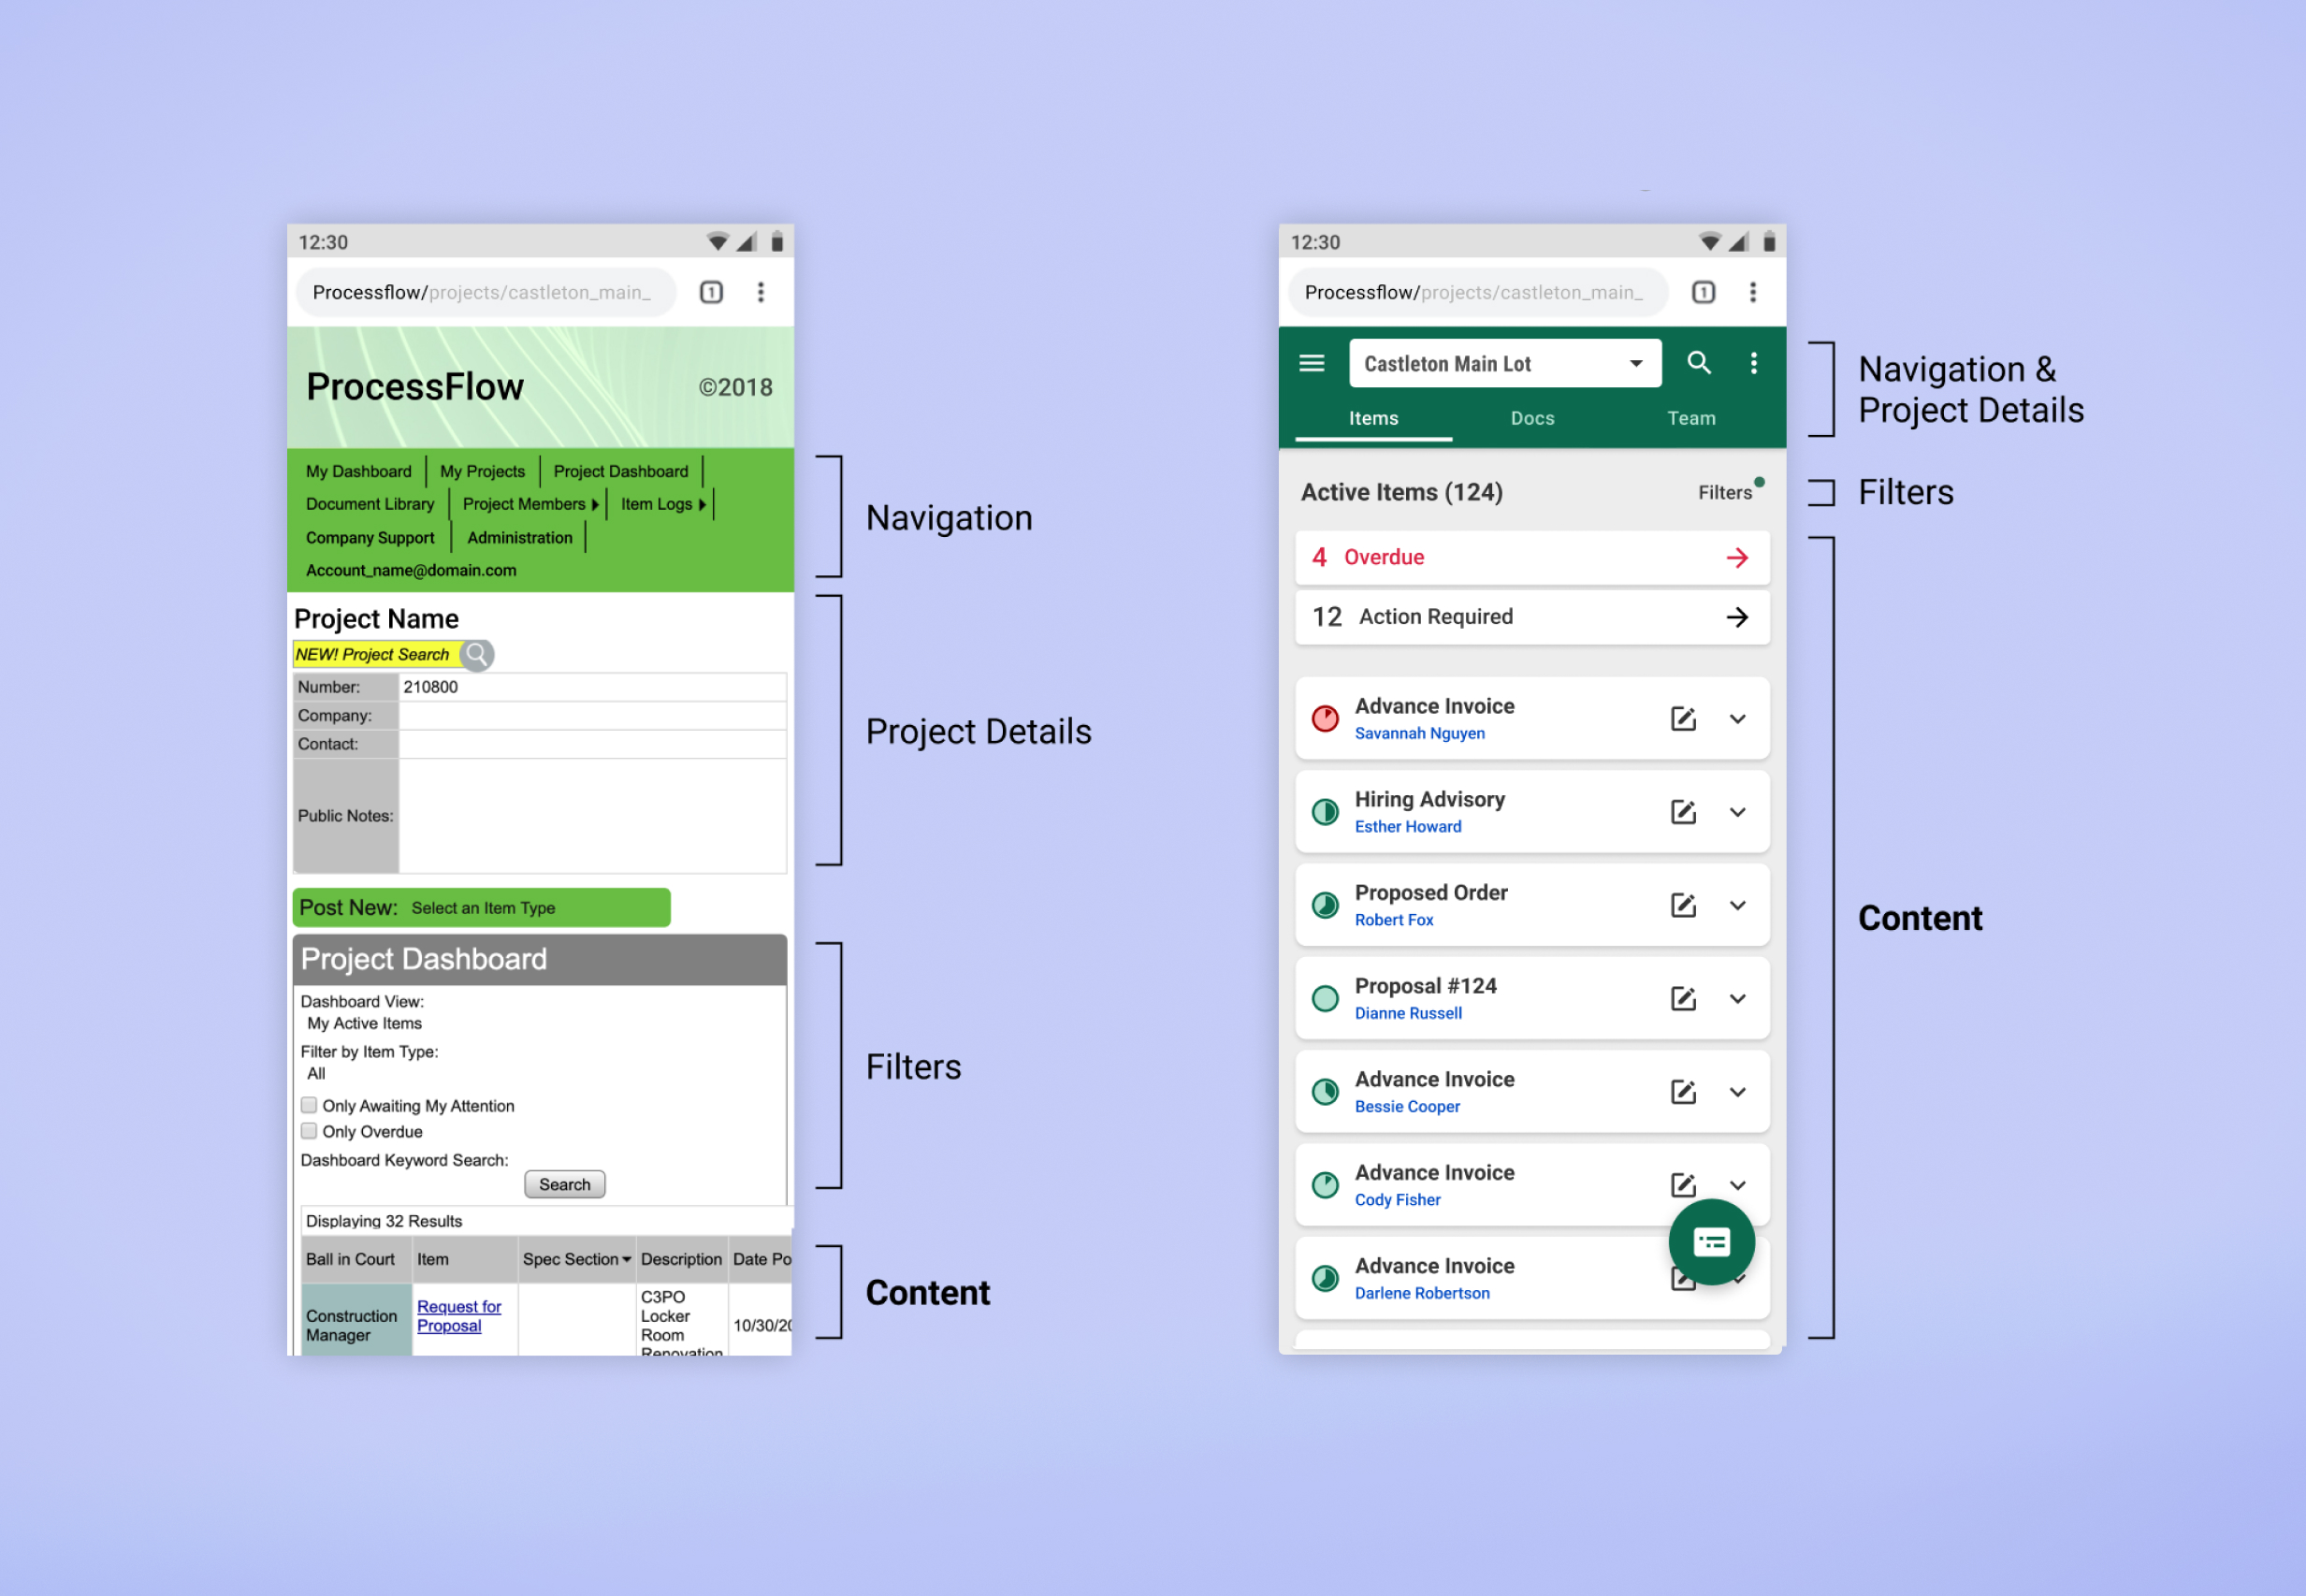 12:30
Processflow/projects/castleton_main_
1
ProcessFlow
©2018
My Dashboard
My Projects
Project Dashboard
Document Library
Project Members
Item Logs
Company Support
Administration
Account_name@domain.com
Navigation
Project Name
NEW! Project Search
Number:
210800
Company:
Contact:
Public Notes:
Project Details
Post New:
Select an Item Type
Project Dashboard
Dashboard View:
My Active Items
Filter by Item Type:
All
Only Awaiting My Attention
Only Overdue
Dashboard Keyword Search:
Search
Filters
Displaying 32 Results
Ball in Court
Item
Spec Section
Description
Date Po
Construction
Manager
Request for
Proposal
C3PO
Locker
Room
Renovation
10/30/20
Content
12:30
Processflow/projects/castleton_main_
1
Castleton Main Lot
Items
Docs
Team
Navigation &
Project Details
Active Items (124)
Filters
Filters
4 Overdue
12 Action Required
Advance Invoice
Savannah Nguyen
Hiring Advisory
Esther Howard
Proposed Order
Robert Fox
Proposal #124
Dianne Russell
Advance Invoice
Bessie Cooper
Advance Invoice
Cody Fisher
Advance Invoice
Darlene Robertson
Content